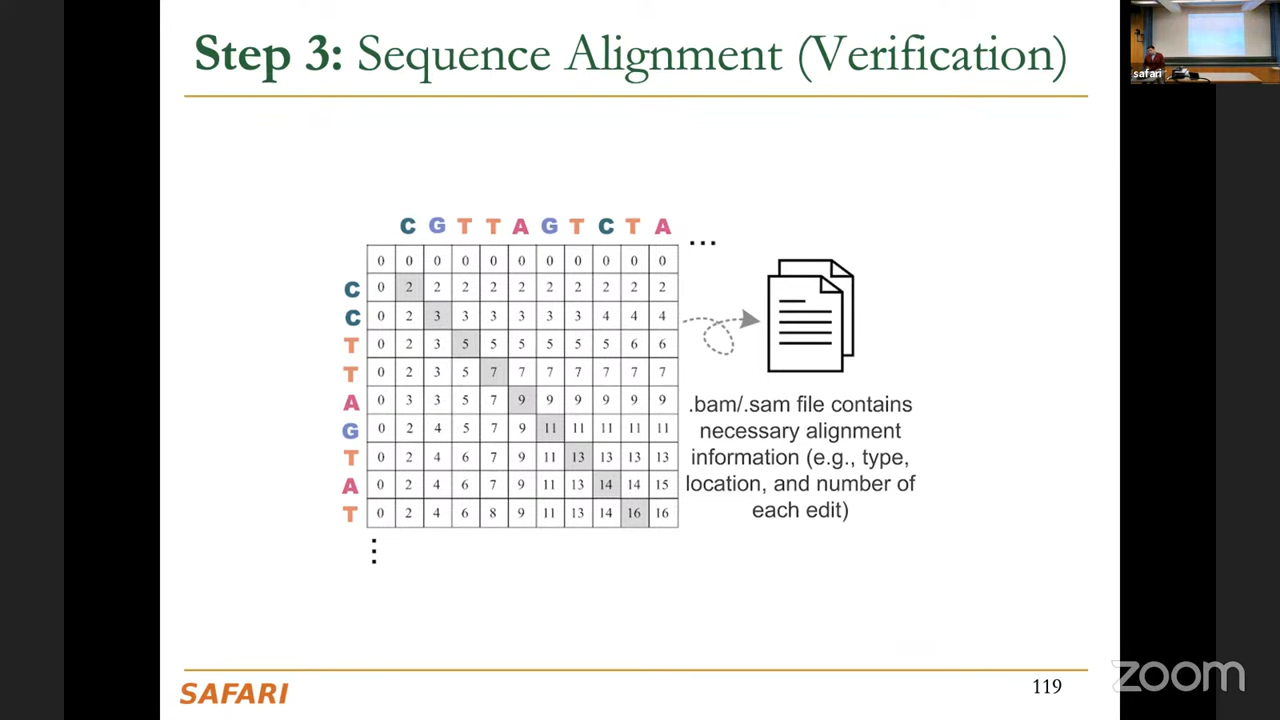 Step 3: Sequence Alignment (Verification)
safari
C G T T A G T C T A ...
0 0 0 0 0 0 0 0 0 0 0
C 0 2 2 2 2 2 2 2 2 2 2
C 0 2 3 3 3 3 3 3 4 4 4
T 0 2 3 5 5 5 5 5 5 6 6
T 0 2 3 5 7 7 7 7 7 7 7
A 0 3 3 5 7 9 9 9 9 9 9
G 0 2 4 5 7 9 11 11 11 11 11
T 0 2 4 6 7 9 11 13 13 13 13
A 0 2 4 6 7 9 11 13 14 14 15
T 0 2 4 6 8 9 11 13 14 16 16
.bam/.sam file contains
necessary alignment
information (e.g., type,
location, and number of
each edit)
SAFARI
119
zoom